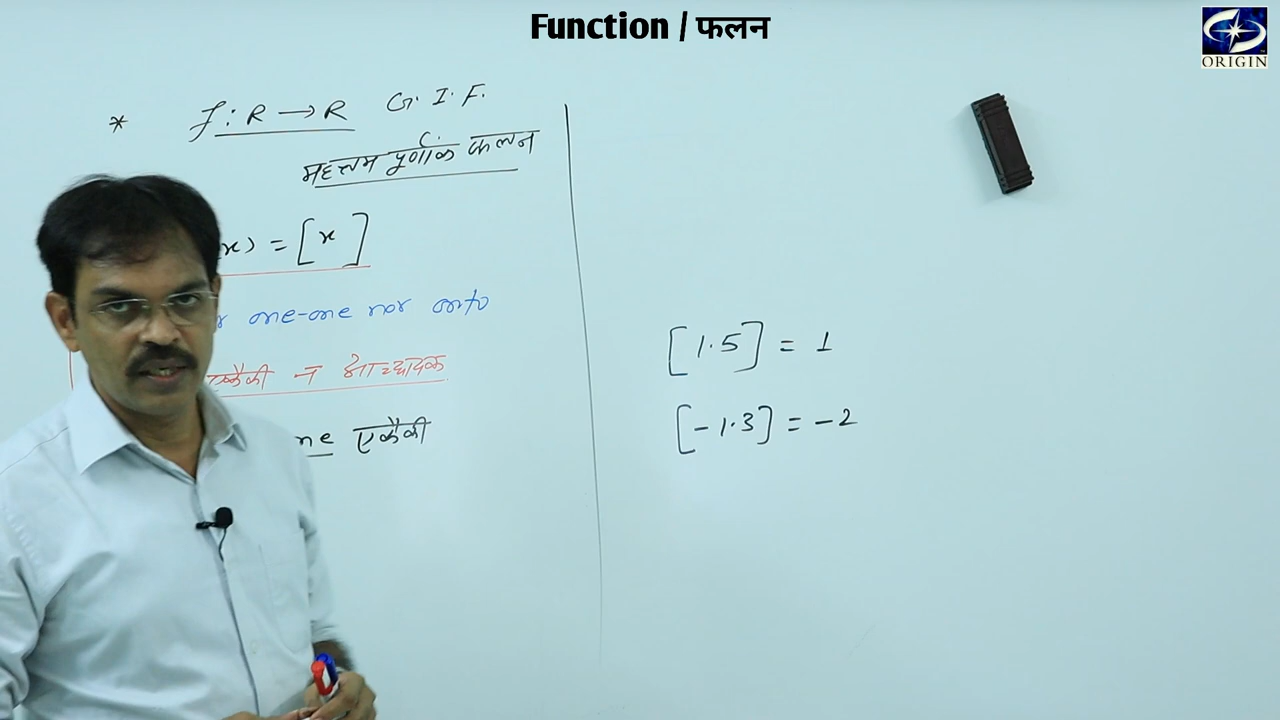 Function / फलन
ORIGIN
* f : R → R G. I. F.
महत्तम पूर्णांक फलन
x) = [x]
r one-one nor onto
एकैकी न आच्छादक
ne एकैकी
[1.5] = 1
[-1.3] = -2